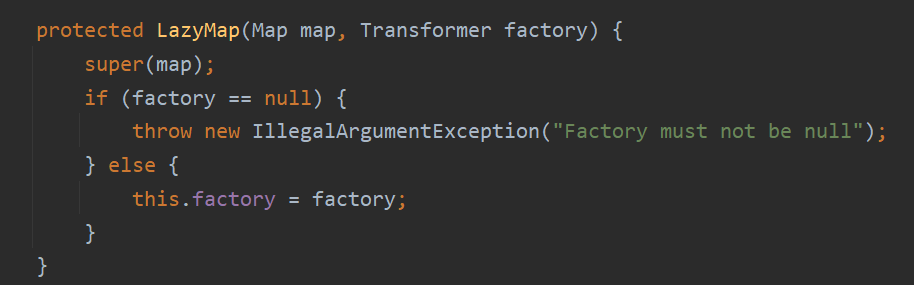 protected LazyMap(Map map, Transformer factory) {
    super(map);
    if (factory == null) {
        throw new IllegalArgumentException("Factory must not be null");
    } else {
        this.factory = factory;
    }
}